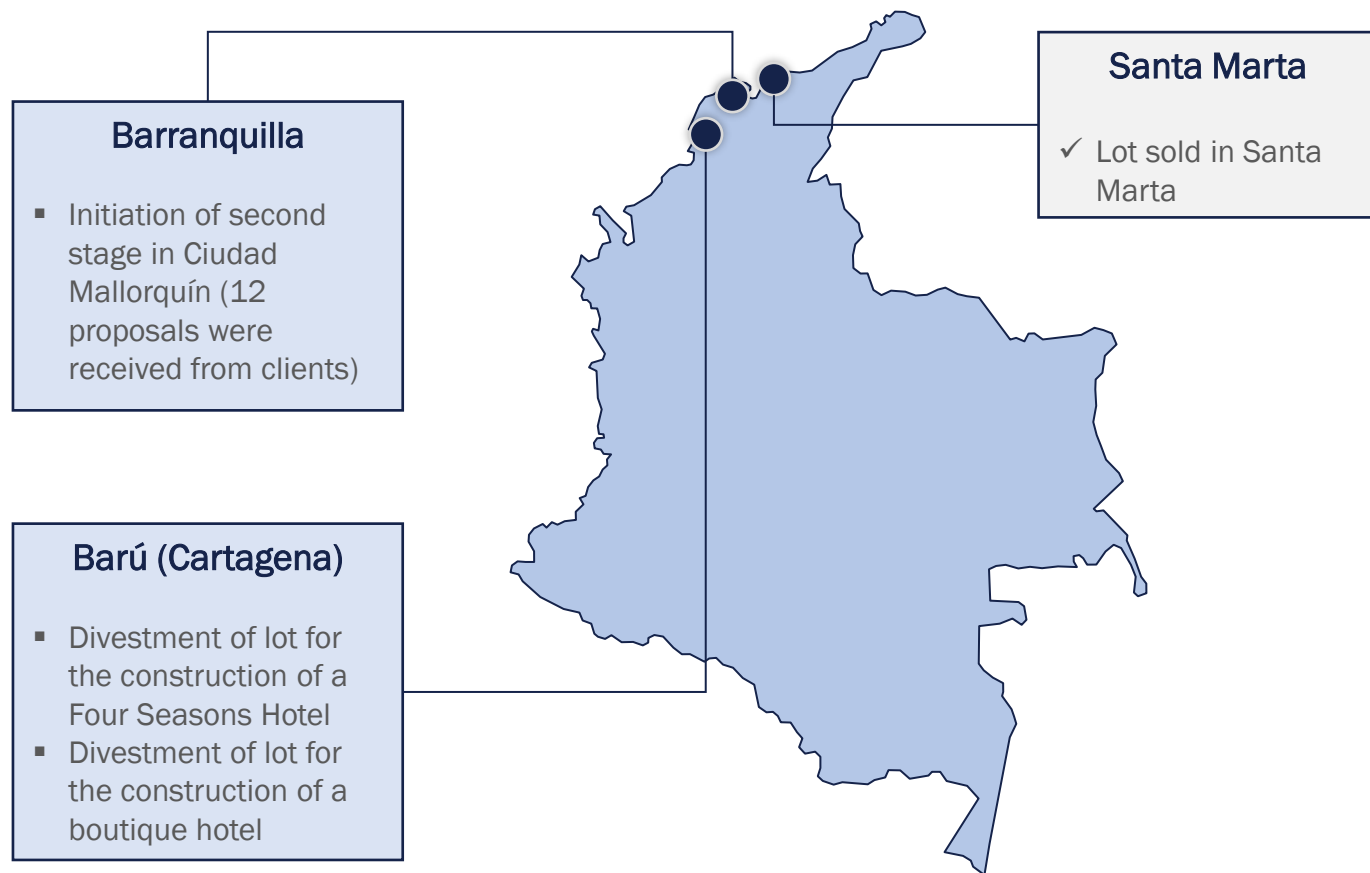 Barranquilla
▪ Initiation of second
stage in Ciudad
Mallorquín (12
proposals were
received from clients)
Santa Marta
✓ Lot sold in Santa
Marta
Barú (Cartagena)
▪ Divestment of lot for
the construction of a
Four Seasons Hotel
▪ Divestment of lot for
the construction of a
boutique hotel